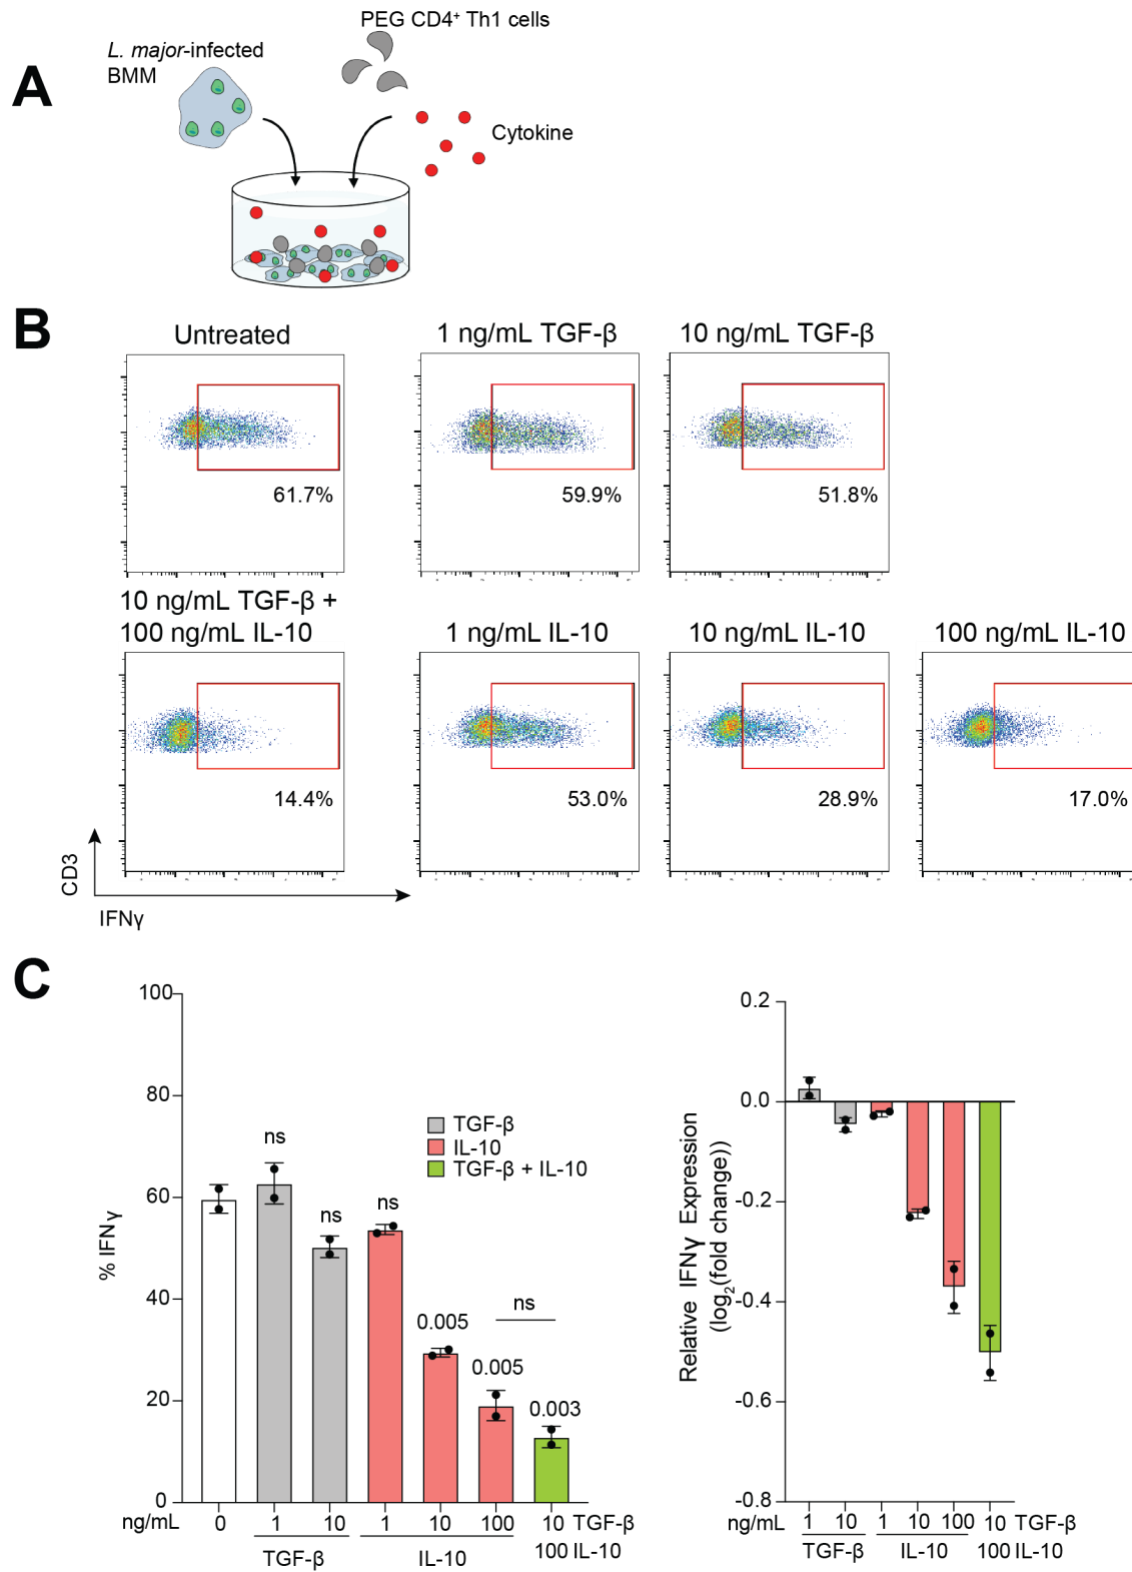 A
L. major-infected
BMM
PEG CD4⁺ Th1 cells
Cytokine
B
Untreated
1 ng/mL TGF-β
10 ng/mL TGF-β
61.7%
59.9%
51.8%
10 ng/mL TGF-β +
100 ng/mL IL-10
1 ng/mL IL-10
10 ng/mL IL-10
100 ng/mL IL-10
14.4%
53.0%
28.9%
17.0%
CD3
IFNγ
C
% IFNγ
100
80
60
40
20
0
TGF-β
IL-10
TGF-β + IL-10
ns
ns
ns
0.005
0.005
0.003
ns
ng/mL 0 1 10 1 10 100 10 TGF-β
100 IL-10
TGF-β IL-10
Relative IFNγ Expression
(log₂(fold change))
0.2
0.0
-0.2
-0.4
-0.6
-0.8
ng/mL 1 10 1 10 100 10 TGF-β
TGF-β IL-10 100 IL-10